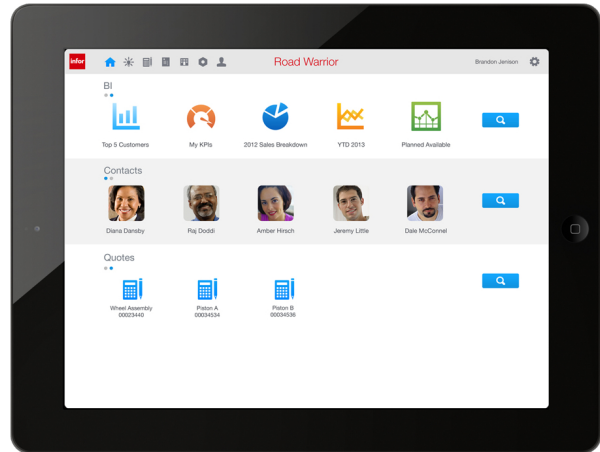 infor
Road Warrior
Brandon Jenison
BI
Top 5 Customers
My KPIs
2012 Sales Breakdown
YTD 2013
Planned Available
Contacts
Diana Dansby
Raj Doddi
Amber Hirsch
Jeremy Little
Dale McConnel
Quotes
Wheel Assembly
00023440
Piston A
00034534
Piston B
00034536